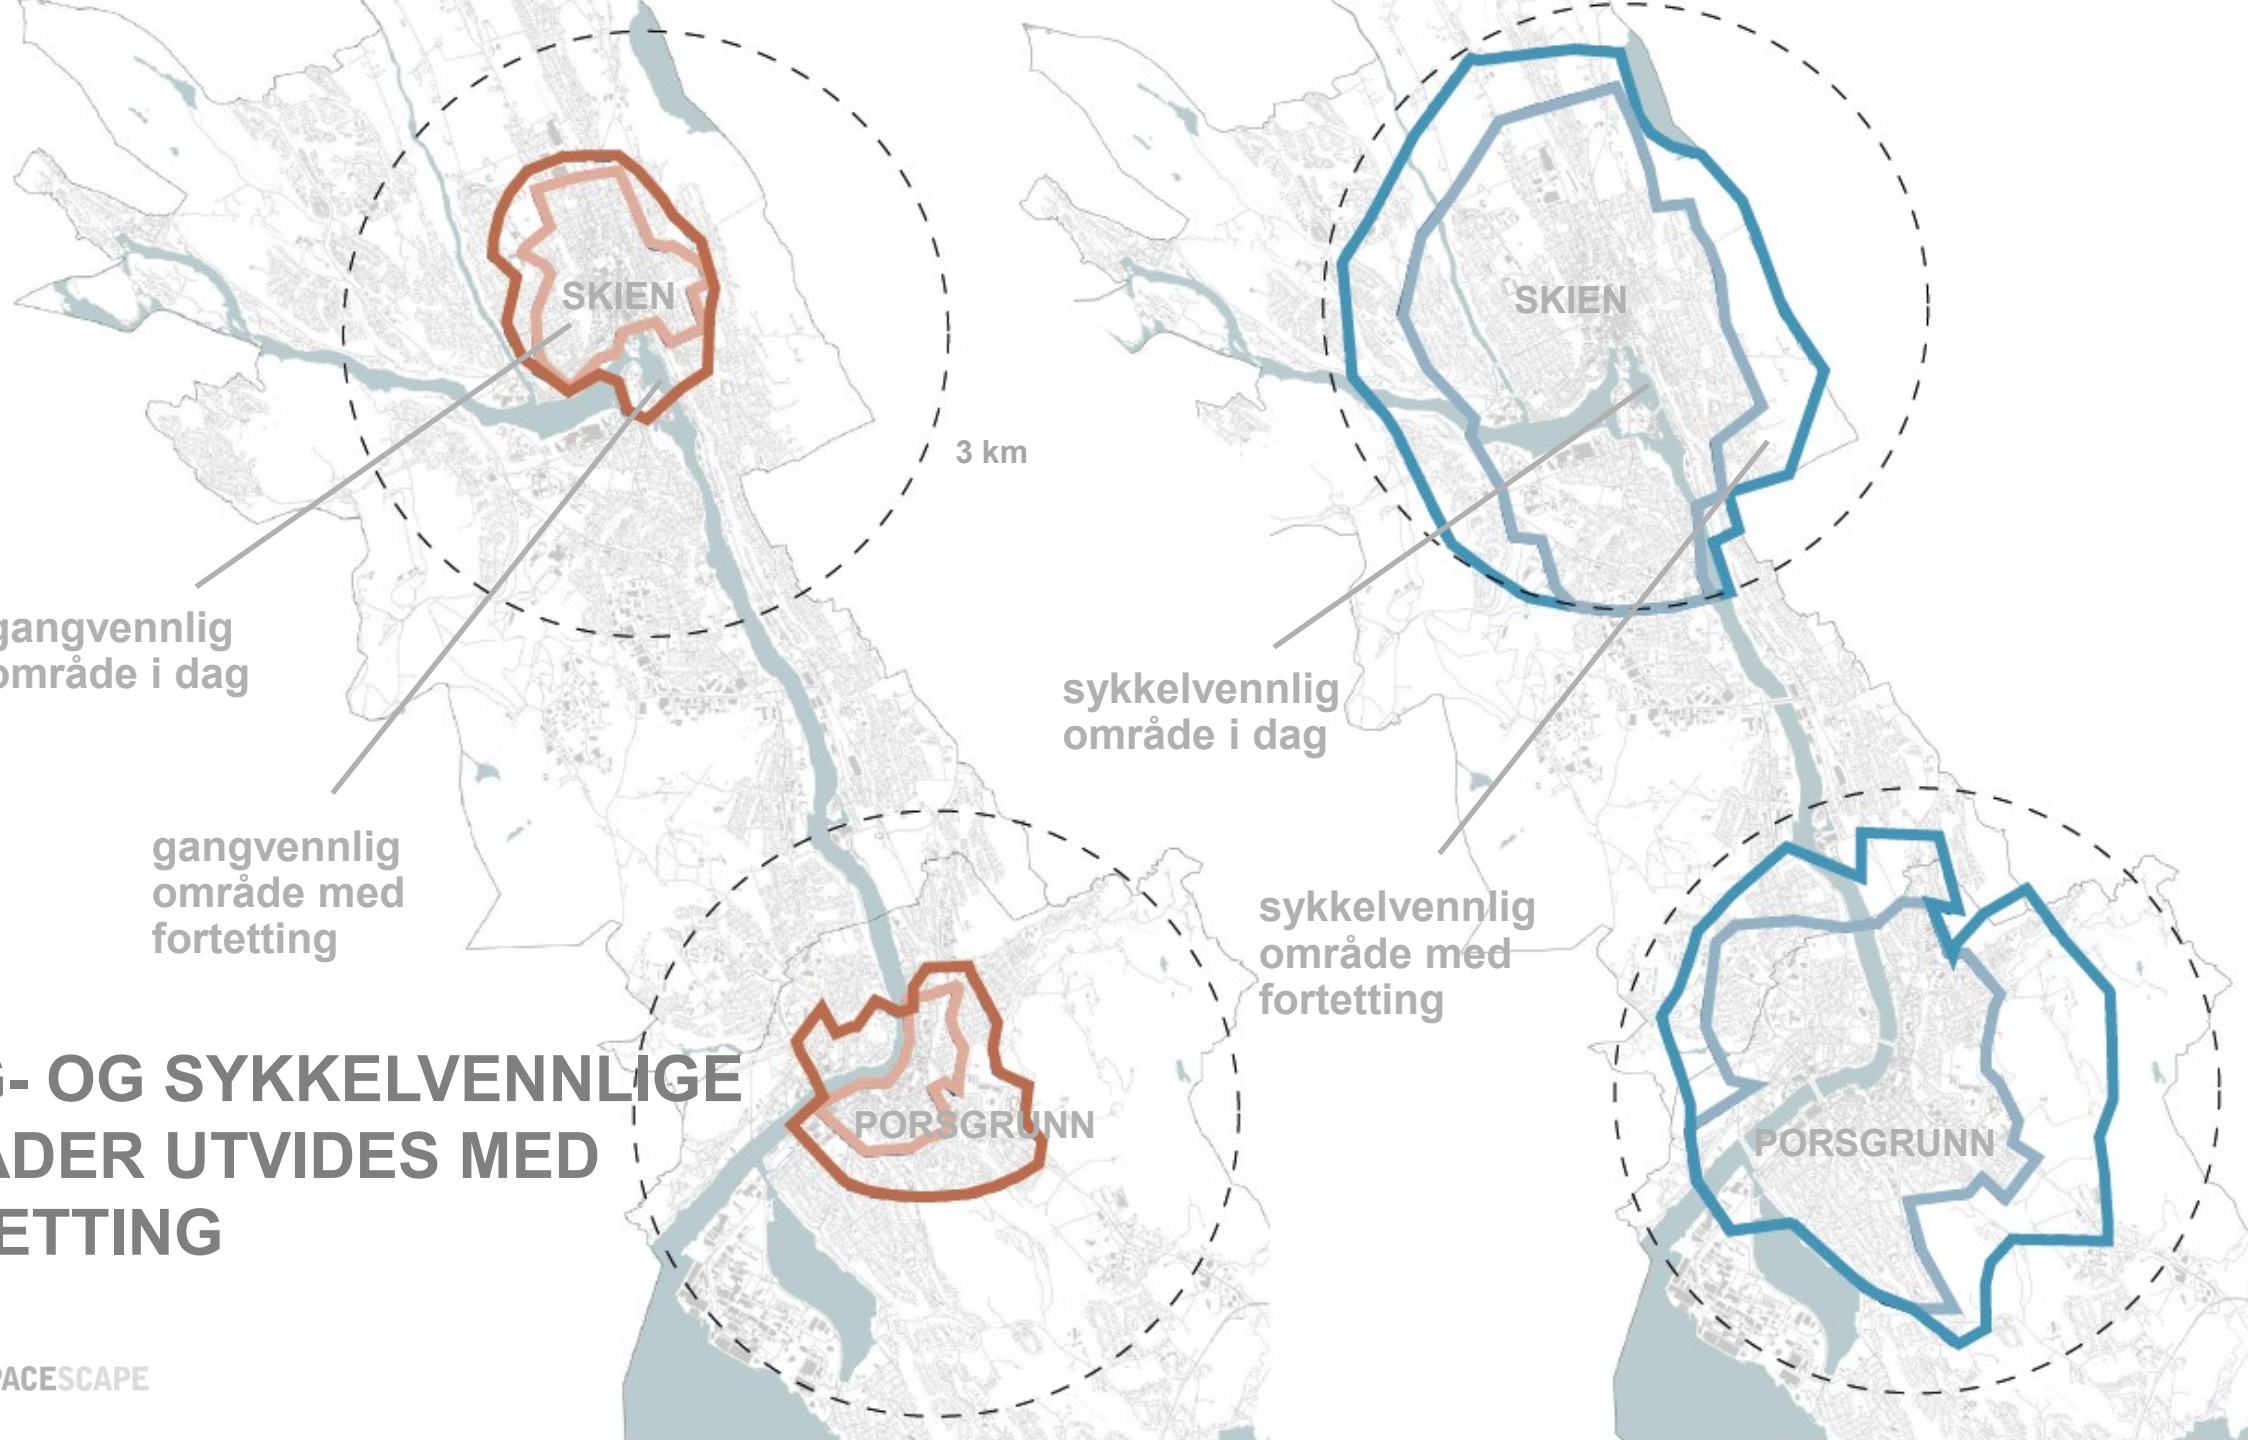 SKIEN
3 km
gangvennlig
område i dag
gangvennlig
område med
fortetting
PORSGRUNN
SKIEN
sykkelvennlig
område i dag
sykkelvennlig
område med
fortetting
PORSGRUNN
G- OG SYKKELVENNLIGE
ADER UTVIDES MED
ETTING
PACESCAPE